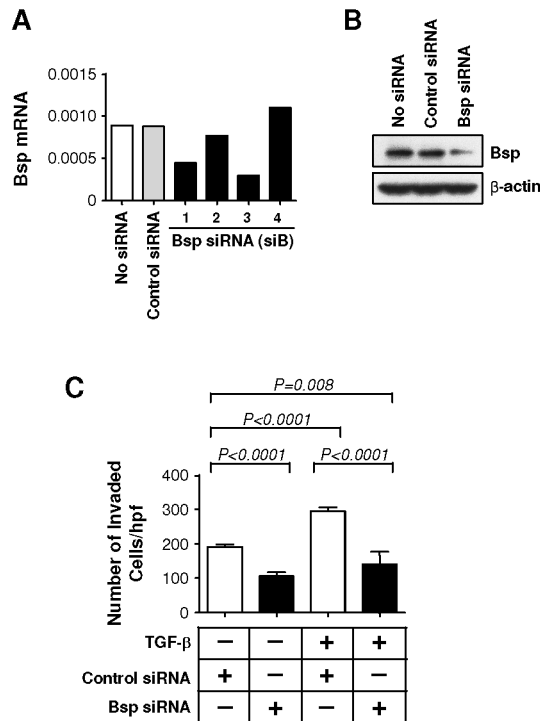 A
Bsp mRNA
0.0015
0.0010
0.0005
0
No siRNA
Control siRNA
1 2 3 4
Bsp siRNA (siB)
B
No siRNA
Control siRNA
Bsp siRNA
Bsp
β-actin
C
P=0.008
P<0.0001
P<0.0001 P<0.0001
Number of Invaded
Cells/hpf
400
300
200
100
0
TGF-β − − + +
Control siRNA + − + −
Bsp siRNA − + − +